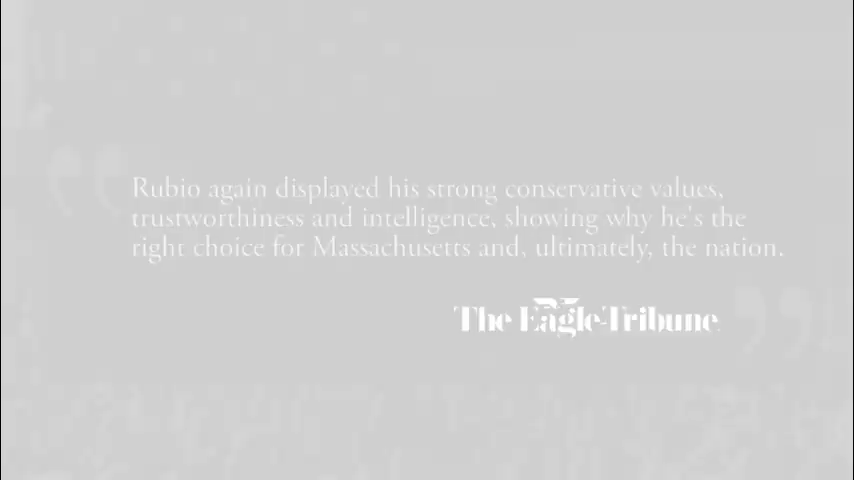 Rubio again displayed his strong conservative values,
trustworthiness and intelligence, showing why he's the
right choice for Massachusetts and, ultimately, the nation.
The Eagle-Tribune